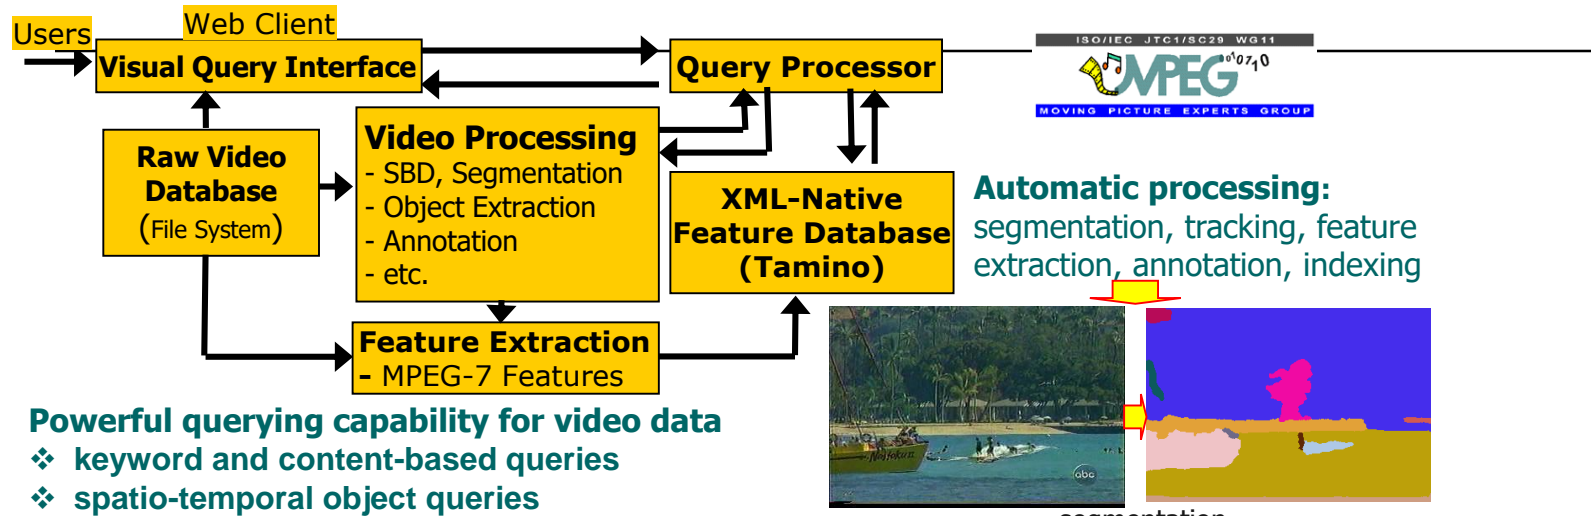 Users
Web Client
Visual Query Interface
Query Processor
ISO/IEC JTC1/SC29 WG11
MPEG
010710
MOVING PICTURE EXPERTS GROUP
Raw Video
Database
(File System)
Video Processing
- SBD, Segmentation
- Object Extraction
- Annotation
- etc.
XML-Native
Feature Database
(Tamino)
Feature Extraction
- MPEG-7 Features
Automatic processing:
segmentation, tracking, feature
extraction, annotation, indexing
abc
Powerful querying capability for video data
❖ keyword and content-based queries
❖ spatio-temporal object queries
segmentation